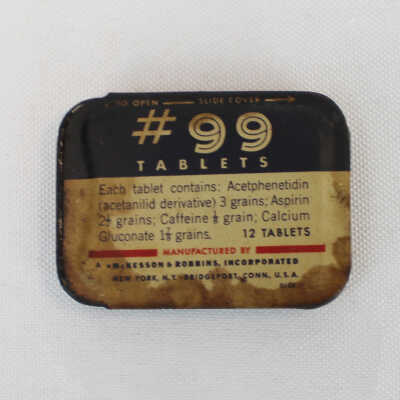 TO OPEN → SLIDE COVER →
#99
TABLETS
Each tablet contains: Acetphenetidin
(acetanilid derivative) 3 grains; Aspirin
2½ grains; Caffeine ½ grain; Calcium
Gluconate 1½ grains. 12 TABLETS
MANUFACTURED BY
McKESSON & ROBBINS, INCORPORATED
NEW YORK, N.Y.-BRIDGEPORT, CONN., U.S.A.